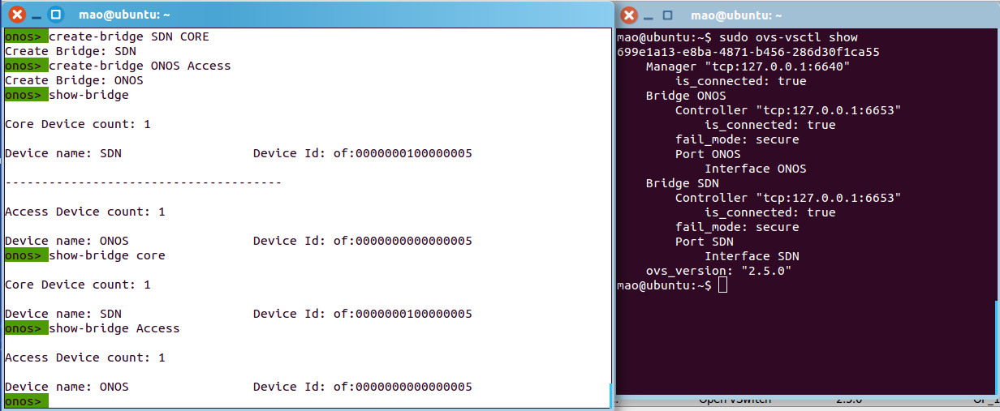 mao@ubuntu: ~
onos> create-bridge SDN CORE
Create Bridge: SDN
onos> create-bridge ONOS Access
Create Bridge: ONOS
onos> show-bridge
Core Device count: 1
Device name: SDN                  Device Id: of:0000000100000005
--------------------------------------
Access Device count: 1
Device name: ONOS                 Device Id: of:0000000000000005
onos> show-bridge core
Core Device count: 1
Device name: SDN                  Device Id: of:0000000100000005
onos> show-bridge Access
Access Device count: 1
Device name: ONOS                 Device Id: of:0000000000000005
onos>
mao@ubuntu: ~
mao@ubuntu:~$ sudo ovs-vsctl show
699e1a13-e8ba-4871-b456-286d30f1ca55
    Manager "tcp:127.0.0.1:6640"
        is_connected: true
    Bridge ONOS
        Controller "tcp:127.0.0.1:6653"
            is_connected: true
        fail_mode: secure
        Port ONOS
            Interface ONOS
    Bridge SDN
        Controller "tcp:127.0.0.1:6653"
            is_connected: true
        fail_mode: secure
        Port SDN
            Interface SDN
    ovs_version: "2.5.0"
mao@ubuntu:~$
Open VSwitch 2.5.0